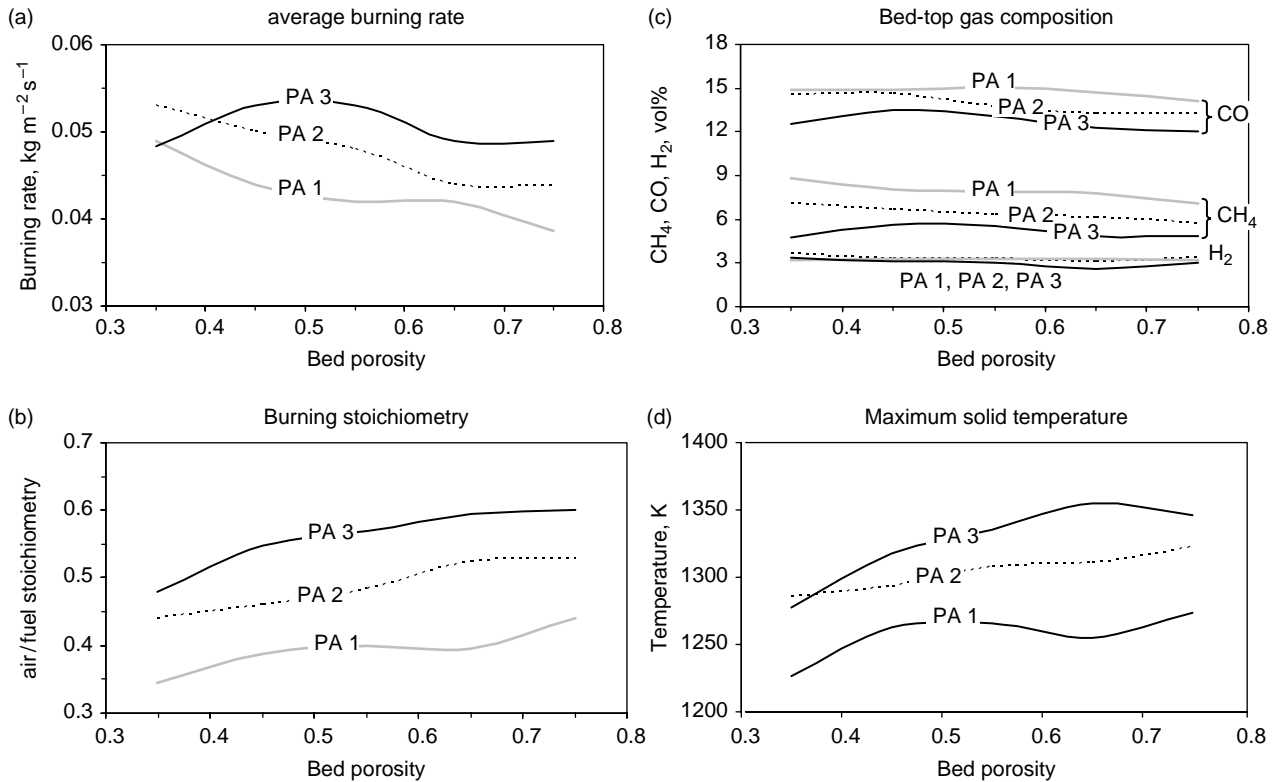 (a)
average burning rate
Burning rate, kg m⁻² s⁻¹
0.06
0.05
0.04
0.03
PA 3
PA 2
PA 1
0.3 0.4 0.5 0.6 0.7 0.8
Bed porosity
(c)
Bed-top gas composition
CH₄, CO, H₂, vol%
18
15
12
9
6
3
0
PA 1
PA 2
PA 3
CO
PA 1
PA 2
PA 3
CH₄
H₂
PA 1, PA 2, PA 3
0.3 0.4 0.5 0.6 0.7 0.8
Bed porosity
(b)
Burning stoichiometry
air/fuel stoichiometry
0.7
0.6
0.5
0.4
0.3
PA 3
PA 2
PA 1
0.3 0.4 0.5 0.6 0.7 0.8
Bed porosity
(d)
Maximum solid temperature
Temperature, K
1400
1350
1300
1250
1200
PA 3
PA 2
PA 1
0.3 0.4 0.5 0.6 0.7 0.8
Bed porosity